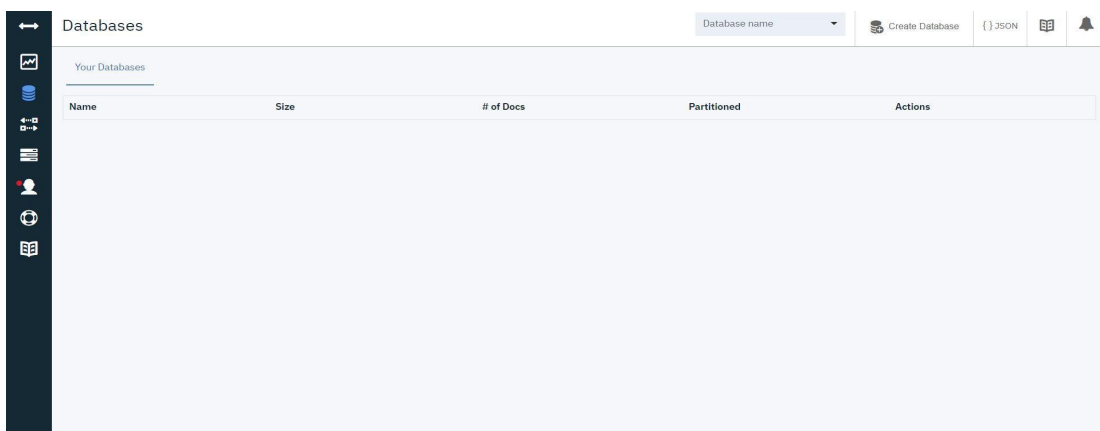 Databases
Database name
Create Database
{ } JSON
Your Databases
Name Size # of Docs Partitioned Actions